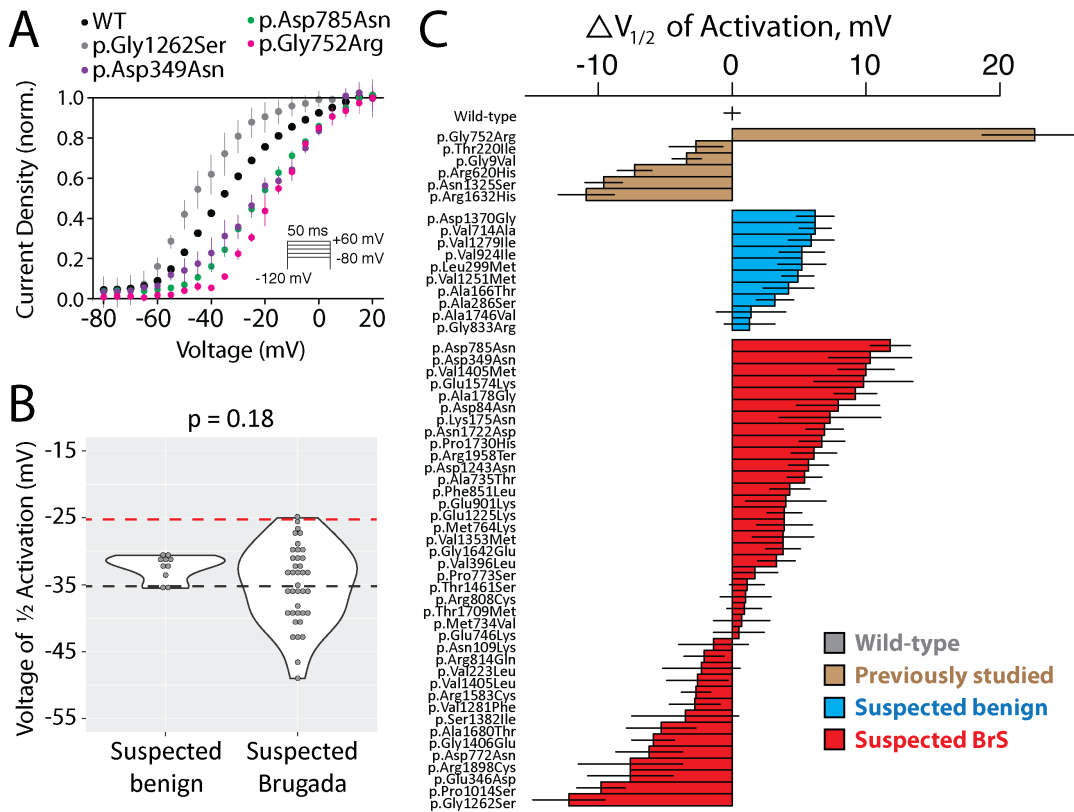 A
WT
p.Gly1262Ser
p.Asp349Asn
p.Asp785Asn
p.Gly752Arg
Current Density (norm.)
1.0
0.8
0.6
0.4
0.2
0.0
50 ms
+60 mV
-80 mV
-120 mV
-80 -60 -40 -20 0 20
Voltage (mV)
B
p = 0.18
Voltage of ½ Activation (mV)
-15
-25
-35
-45
-55
Suspected benign
Suspected Brugada
C
△V1/2 of Activation, mV
-10 0 10 20
Wild-type
p.Gly752Arg
p.Thr220Ile
p.Gly9Val
p.Arg620His
p.Asn1325Ser
p.Arg1632His
p.Asp1370Gly
p.Val714Ala
p.Val1279Ile
p.Val924Ile
p.Leu299Met
p.Val1251Met
p.Ala166Thr
p.Ala286Ser
p.Ala1746Val
p.Gly833Arg
p.Asp785Asn
p.Asp349Asn
p.Val1405Met
p.Glu1574Lys
p.Ala178Gly
p.Asp84Asn
p.Lys175Asn
p.Asn1722Asp
p.Pro1730His
p.Arg1958Ter
p.Asp1243Asn
p.Ala735Thr
p.Phe851Leu
p.Glu901Lys
p.Glu1225Lys
p.Met764Lys
p.Val1353Met
p.Gly1642Glu
p.Val396Leu
p.Pro773Ser
p.Thr1461Ser
p.Arg808Cys
p.Thr1709Met
p.Met734Val
p.Glu746Lys
p.Asn109Lys
p.Arg814Gln
p.Val223Leu
p.Val1405Leu
p.Arg1583Cys
p.Val1281Phe
p.Ser1382Ile
p.Ala1680Thr
p.Gly1406Glu
p.Asp772Asn
p.Arg1898Cys
p.Glu346Asp
p.Pro1014Ser
p.Gly1262Ser
Wild-type
Previously studied
Suspected benign
Suspected BrS